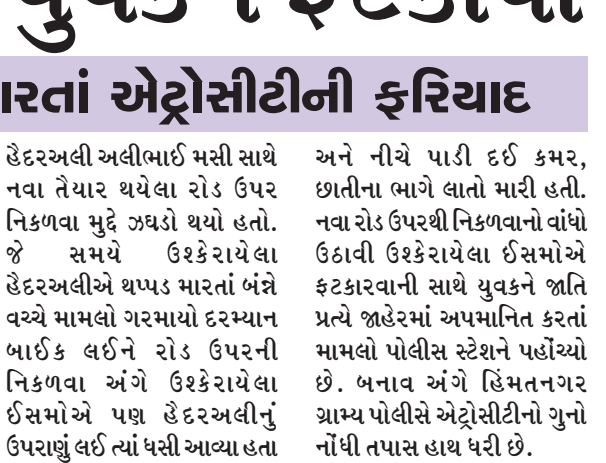 યુવકને ફટકાર્યો
ારતાં એટ્રોસીટીની ફરિયાદ
હૈદરઅલી અલીભાઈ મસી સાથે
નવા તૈયાર થયેલા રોડ ઉપર
નિકળવા મુદ્દે ઝઘડો થયો હતો.
જે સમયે ઉશ્કેરાયેલા
હૈદરઅલીએ થપ્પડ મારતાં બંન્ને
વચ્ચે મામલો ગરમાયો દરમ્યાન
બાઈક લઈને રોડ ઉપરની
નિકળવા અંગે ઉશ્કેરાયેલા
ઈસમોએ પણ હૈદરઅલીનું
ઉપરાણું લઈ ત્યાં ધસી આવ્યા હતા
અને નીચે પાડી દઈ કમર,
છાતીના ભાગે લાતો મારી હતી.
નવા રોડ ઉપરથી નિકળવાનો વાંધો
ઉઠાવી ઉશ્કેરાયેલા ઈસમોએ
ફટકારવાની સાથે યુવકને જાતિ
પ્રત્યે જાહેરમાં અપમાનિત કરતાં
મામલો પોલીસ સ્ટેશને પહોંચ્યો
છે. બનાવ અંગે હિંમતનગર
ગ્રામ્ય પોલીસે એટ્રોસીટીનો ગુનો
નોંધી તપાસ હાથ ધરી છે.